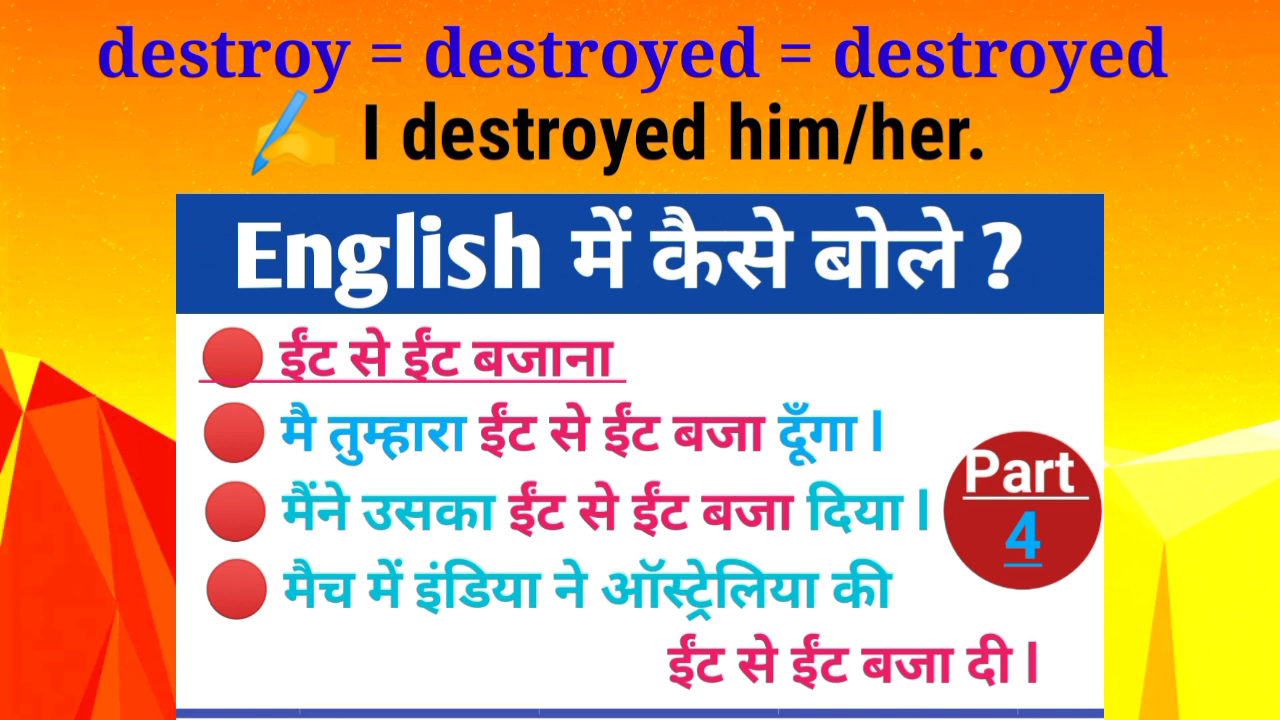 destroy = destroyed = destroyed
✍ I destroyed him/her.
English में कैसे बोले ?
ईंट से ईंट बजाना
मै तुम्हारा ईंट से ईंट बजा दूँगा l
मैंने उसका ईंट से ईंट बजा दिया l
मैच में इंडिया ने ऑस्ट्रेलिया की
ईंट से ईंट बजा दी l
Part
4